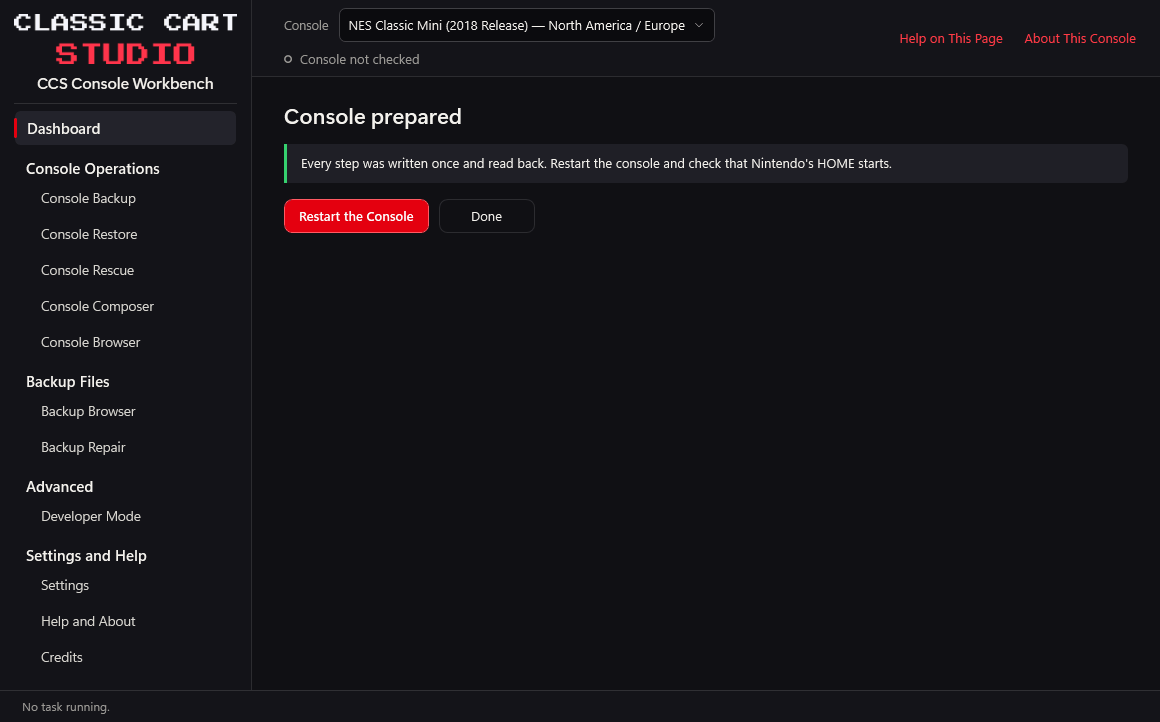 CLASSIC CART
STUDIO
CCS Console Workbench
Dashboard
Console Operations
Console Backup
Console Restore
Console Rescue
Console Composer
Console Browser
Backup Files
Backup Browser
Backup Repair
Advanced
Developer Mode
Settings and Help
Settings
Help and About
Credits
Console NES Classic Mini (2018 Release) — North America / Europe
Console not checked
Help on This Page About This Console
Console prepared
Every step was written once and read back. Restart the console and check that Nintendo's HOME starts.
Restart the Console Done
No task running.